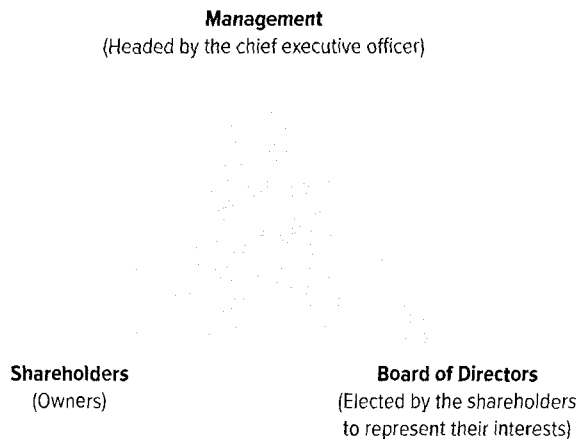 Management
(Headed by the chief executive officer)
Shareholders
(Owners)
Board of Directors
(Elected by the shareholders
to represent their interests)